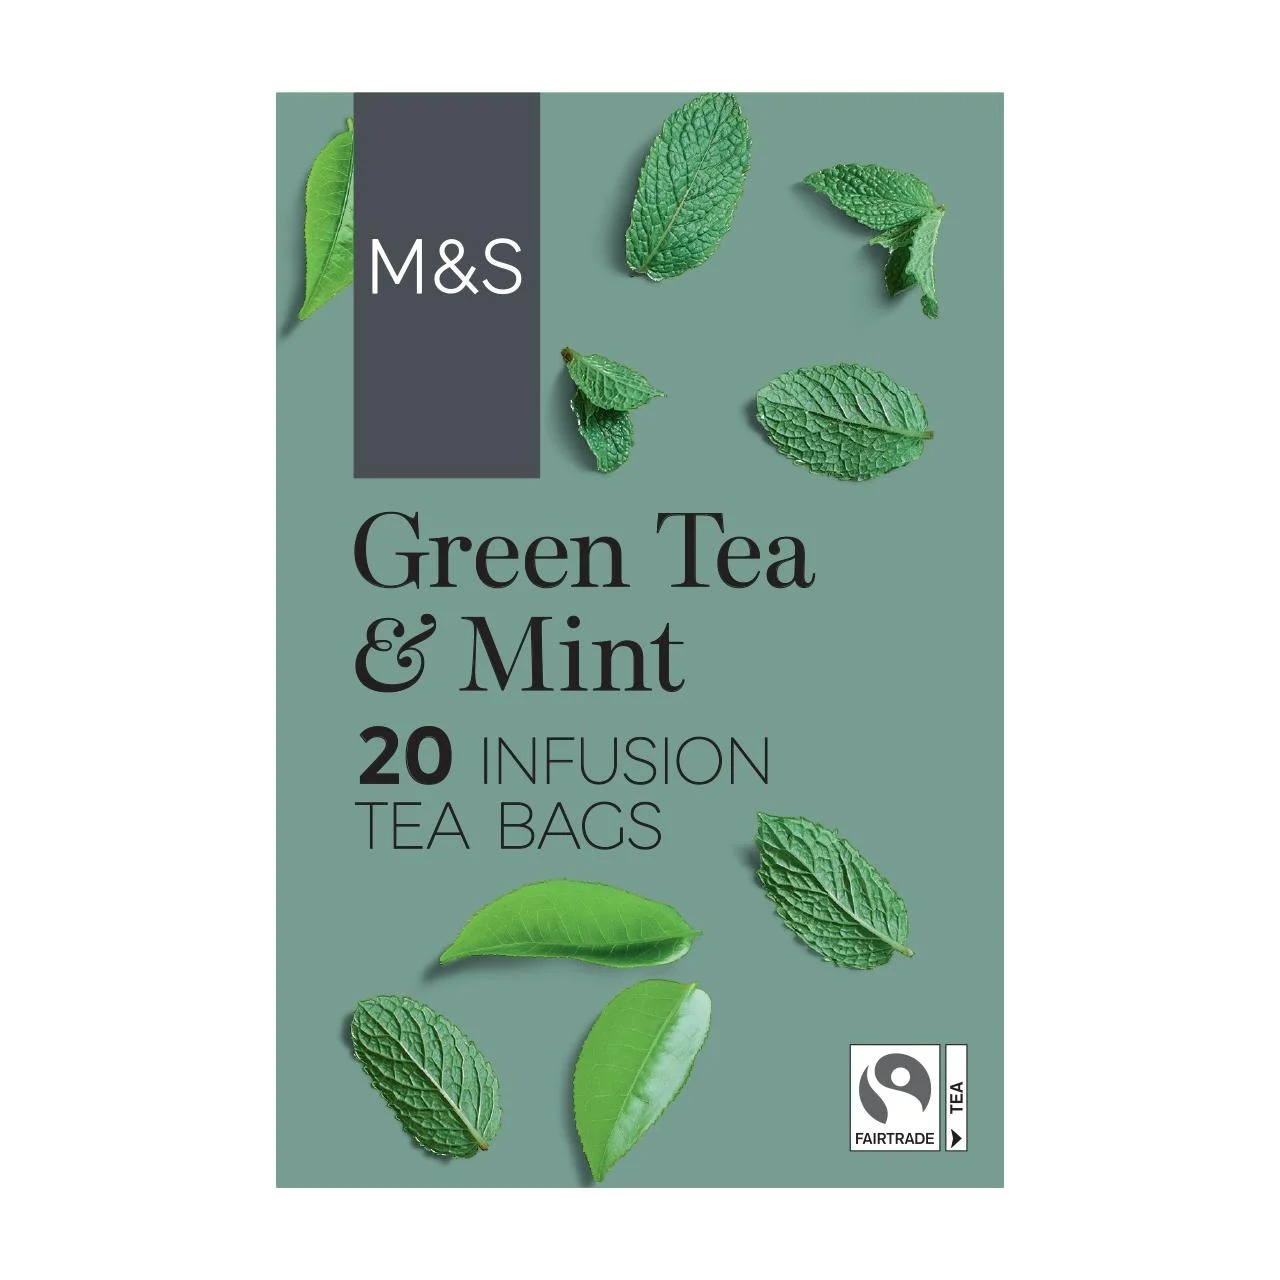 M&S
Green Tea
& Mint
20 INFUSION
TEA BAGS
FAIRTRADE
TEA